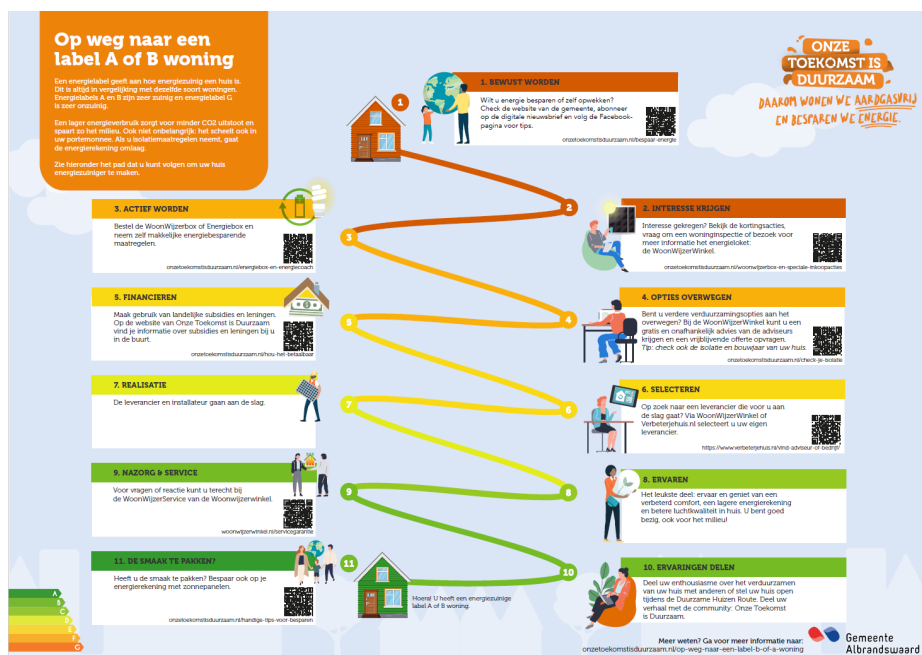 Op weg naar een
label A of B woning
Een energielabel geeft aan hoe energiezuinig een huis is.
Dit is altijd in vergelijking met dezelfde soort woningen.
Energielabels A en B zijn zeer zuinig en energielabel G
is zeer onzuinig.
Een lager energieverbruik zorgt voor minder CO2 uitstoot en
spaart zo het milieu. Ook niet onbelangrijk: het scheelt ook in
uw portemonnee. Als u isolatiemaatregelen neemt, gaat
de energierekening omlaag.
Zie hieronder het pad dat u kunt volgen om uw huis
energiezuiniger te maken.
ONZE
TOEKOMST IS
DUURZAAM
DAAROM WONEN WE AARDGASVRIJ
EN BESPAREN WE ENERGIE.
1
1. BEWUST WORDEN
Wilt u energie besparen of zelf opwekken?
Check de website van de gemeente, abonneer
op de digitale nieuwsbrief en volg de Facebook-
pagina voor tips.
onzetoekomstisduurzaam.nl/bespaar-energie
2
2. INTERESSE KRIJGEN
Interesse gekregen? Bekijk de kortingsacties,
vraag om een woninginspectie of bezoek voor
meer informatie het energieloket:
de WoonWijzerWinkel.
onzetoekomstisduurzaam.nl/woonwijzerbox-en-speciale-inkoopacties
3. ACTIEF WORDEN
Bestel de WoonWijzerbox of Energiebox en
neem zelf makkelijke energiebesparende
maatregelen.
onzetoekomstisduurzaam.nl/energiebox-en-energiecoach
3
4
4. OPTIES OVERWEGEN
Bent u verdere verduurzamingsopties aan het
overwegen? Bij de WoonWijzerWinkel kunt u een
gratis en onafhankelijk advies van de adviseurs
krijgen en een vrijblijvende offerte opvragen.
Tip: check ook de isolatie en bouwjaar van uw huis.
onzetoekomstisduurzaam.nl/check-je-isolatie
5. FINANCIEREN
Maak gebruik van landelijke subsidies en leningen.
Op de website van Onze Toekomst is Duurzaam
vind je informatie over subsidies en leningen bij u
in de buurt.
onzetoekomstisduurzaam.nl/hou-het-betaalbaar
5
6
6. SELECTEREN
Op zoek naar een leverancier die voor u aan
de slag gaat? Via WoonWijzerWinkel of
Verbeterjehuis.nl selecteert u uw eigen
leverancier.
https://www.verbeterjehuis.nl/vind-adviseur-of-bedrijf/
7. REALISATIE
De leverancier en installateur gaan aan de slag.
7
8
8. ERVAREN
Het leukste deel: ervaar en geniet van een
verbeterd comfort, een lagere energierekening
en betere luchtkwaliteit in huis. U bent goed
bezig, ook voor het milieu!
9. NAZORG & SERVICE
Voor vragen of reactie kunt u terecht bij
de WoonWijzerService van de Woonwijzerwinkel.
woonwijzerwinkel.nl/servicegarantie
9
10
10. ERVARINGEN DELEN
Deel uw enthousiasme over het verduurzamen
van uw huis met anderen of stel uw huis open
tijdens de Duurzame Huizen Route. Deel uw
verhaal met de community: Onze Toekomst
is Duurzaam.
11. DE SMAAK TE PAKKEN?
Heeft u de smaak te pakken? Bespaar ook op je
energierekening met zonnepanelen.
onzetoekomstisduurzaam.nl/handige-tips-voor-besparen
11
Hoera! U heeft een energiezuinige
label A of B woning.
A
B
C
D
E
F
G
Meer weten? Ga voor meer informatie naar:
onzetoekomstisduurzaam.nl/op-weg-naar-een-label-b-of-a-woning
Gemeente
Albrandswaard